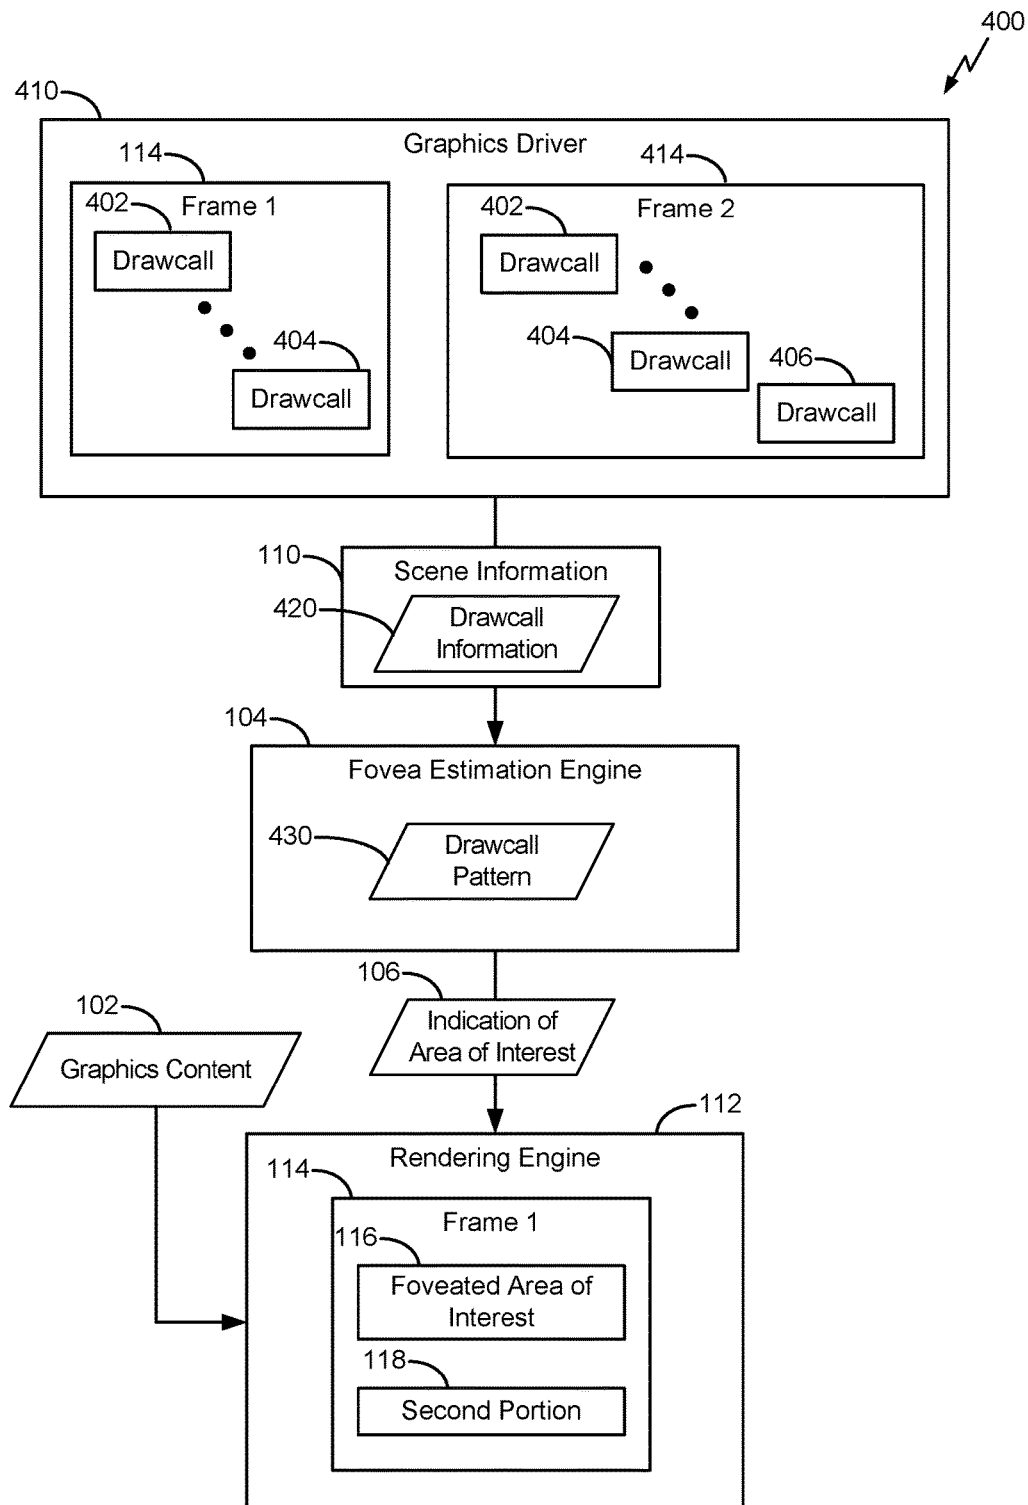 400
410
Graphics Driver
114
414
Frame 1
Frame 2
402
402
Drawcall
Drawcall
404
404
406
Drawcall
Drawcall
Drawcall
110
Scene Information
420
Drawcall
Information
104
Fovea Estimation Engine
430
Drawcall
Pattern
106
Indication of
Area of Interest
102
Graphics Content
112
Rendering Engine
114
Frame 1
116
Foveated Area of
Interest
118
Second Portion